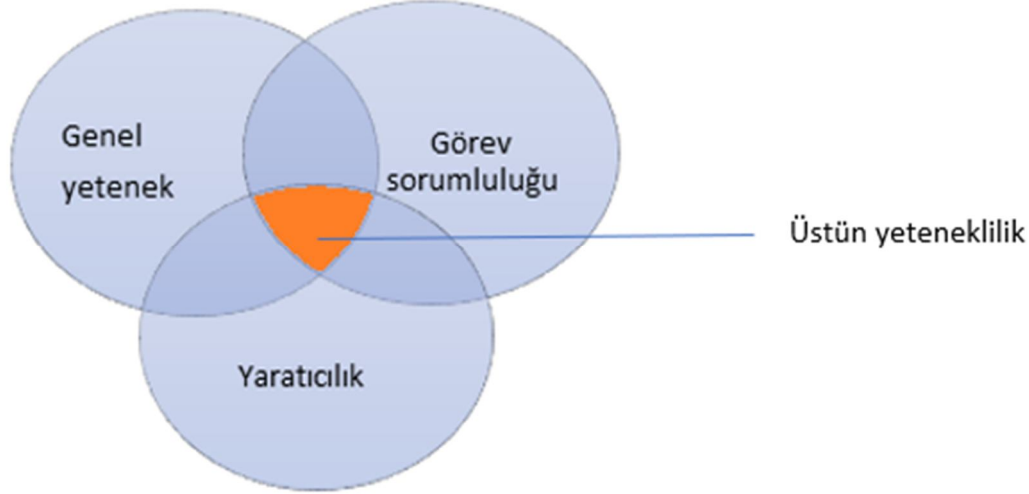 Genel
yetenek
Görev
sorumluluğu
Üstün yeteneklilik
Yaratıcılık